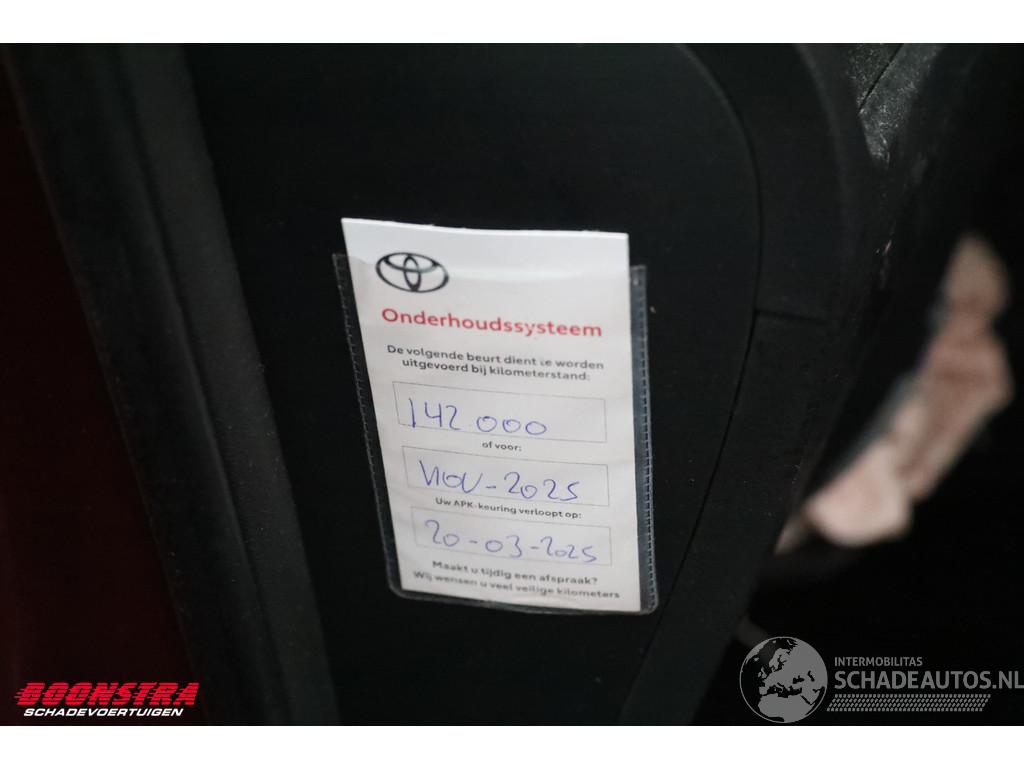 Onderhoudssysteem
De volgende beurt dient te worden
uitgevoerd bij kilometerstand:
142.000
of voor:
Nov-2025
Uw APK-keuring verloopt op:
20-03-2025
Maakt u tijdig een afspraak?
Wij wensen u veel veilige kilometers
BOONSTRA
SCHADEVOERTUIGEN
INTERMOBILITAS
SCHADEAUTOS.NL